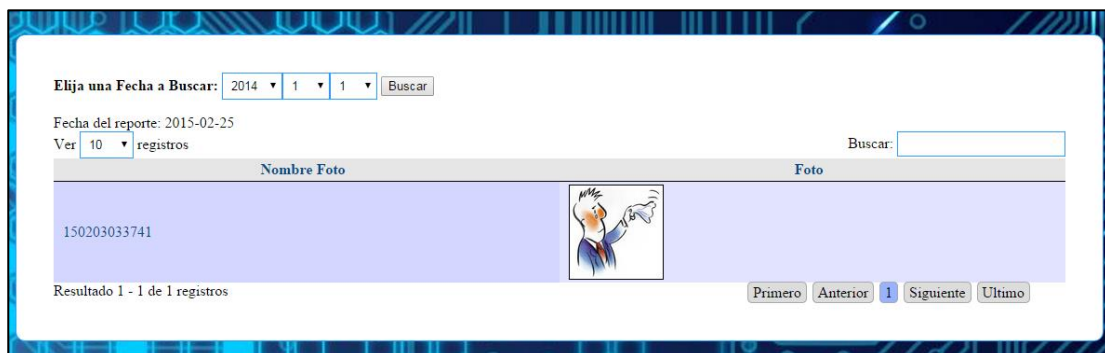 Elija una Fecha a Buscar: 2014 1 1 Buscar
Fecha del reporte: 2015-02-25
Ver 10 registros Buscar:
Nombre Foto Foto
150203033741
Resultado 1 - 1 de 1 registros Primero Anterior 1 Siguiente Ultimo